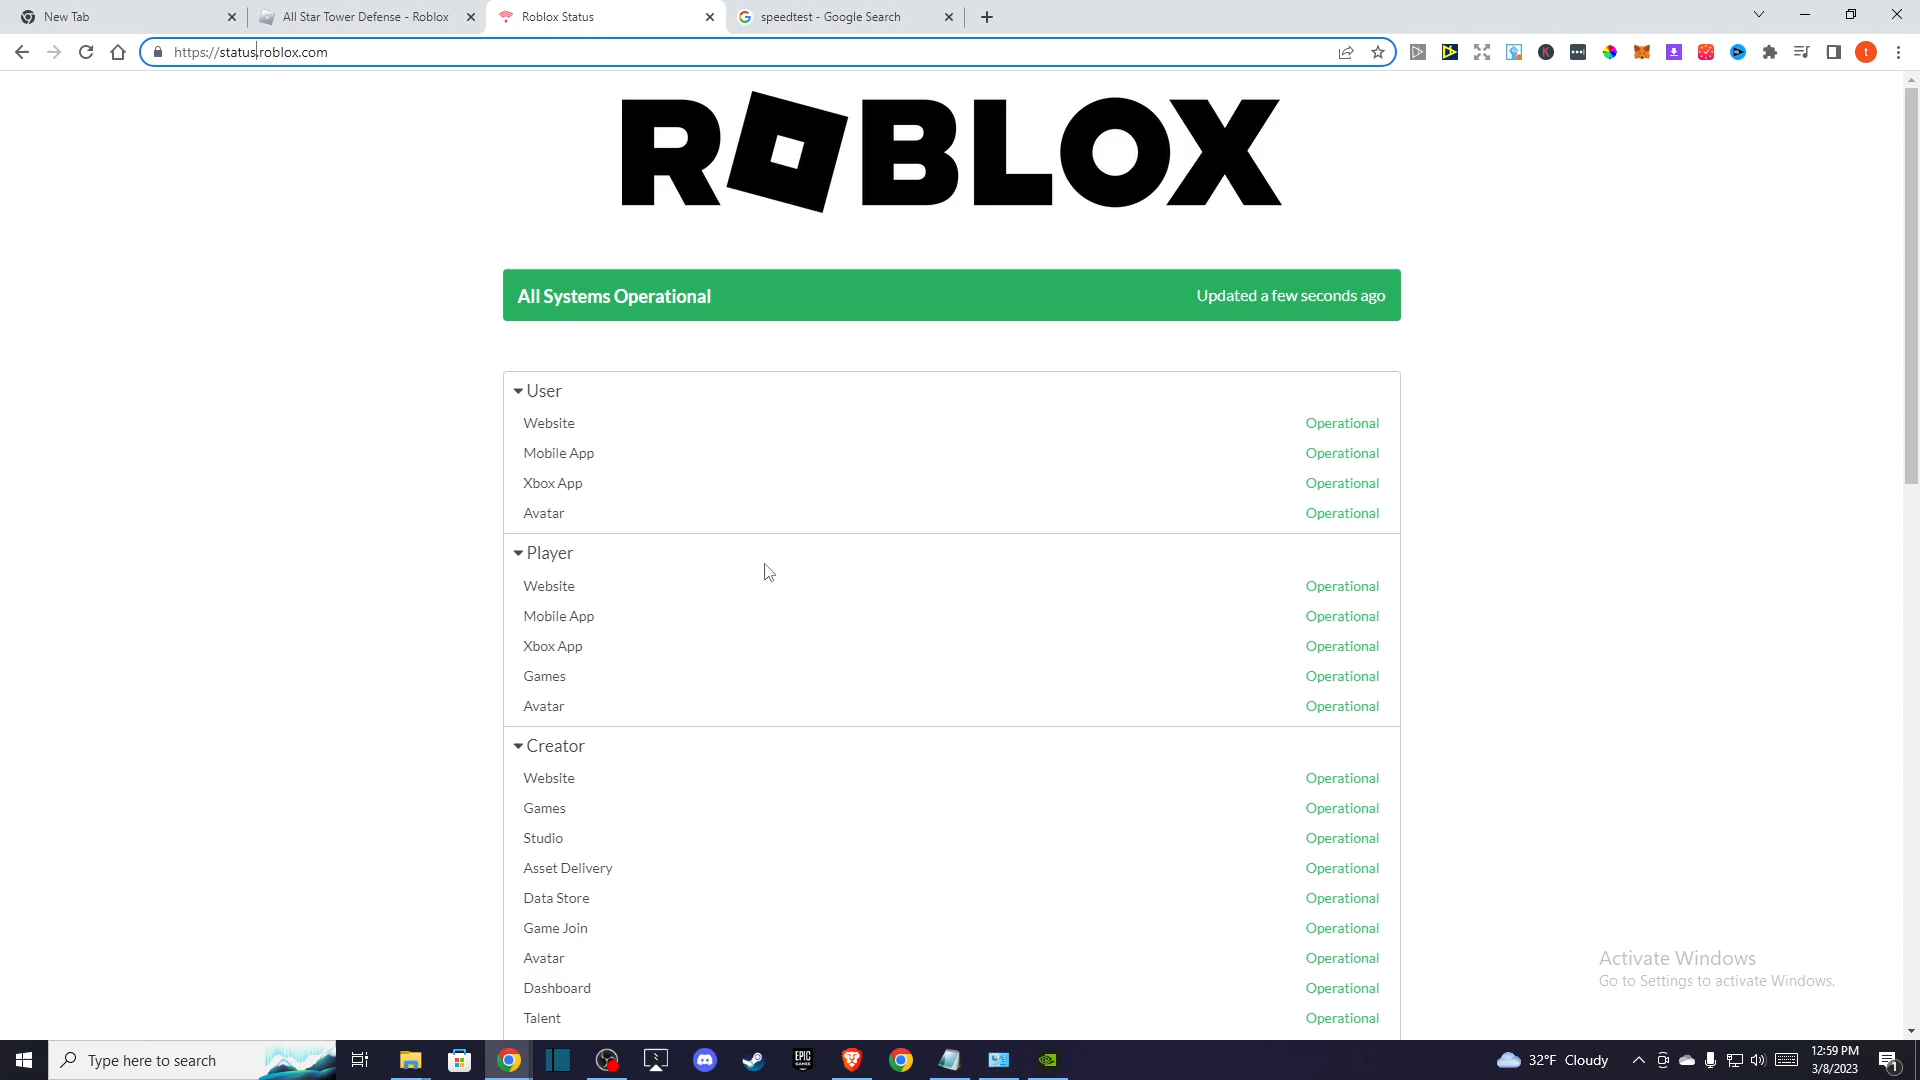 New Tab
All Star Tower Defense - Roblox
Roblox Status
speedtest - Google Search
https://status.roblox.com
ROBLOX
All Systems Operational
Updated a few seconds ago
User
Website Operational
Mobile App Operational
Xbox App Operational
Avatar Operational
Player
Website Operational
Mobile App Operational
Xbox App Operational
Games Operational
Avatar Operational
Creator
Website Operational
Games Operational
Studio Operational
Asset Delivery Operational
Data Store Operational
Game Join Operational
Avatar Operational
Dashboard Operational
Talent Operational
Activate Windows
Go to Settings to activate Windows.
Type here to search
EPIC GAMES
32°F Cloudy
12:59 PM
3/8/2023
1